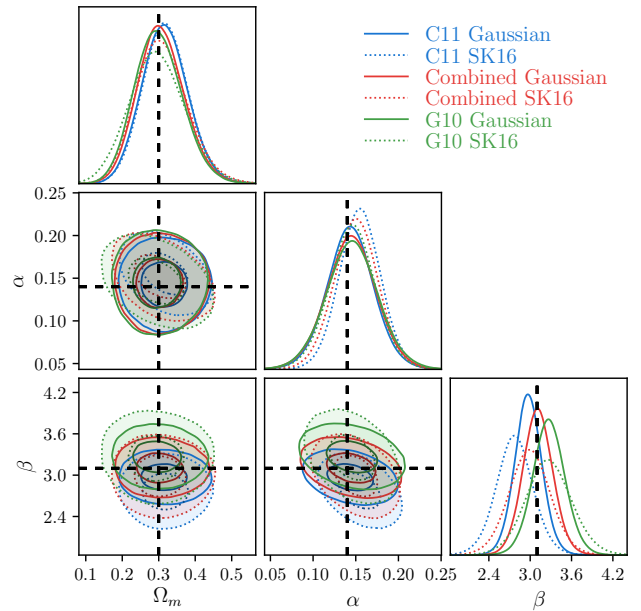 C11 Gaussian
C11 SK16
Combined Gaussian
Combined SK16
G10 Gaussian
G10 SK16
0.25
0.20
α
0.15
0.10
0.05
4.2
3.6
β
3.0
2.4
0.1 0.2 0.3 0.4 0.5
0.05 0.10 0.15 0.20 0.25
2.4 3.0 3.6 4.2
Ωm α β